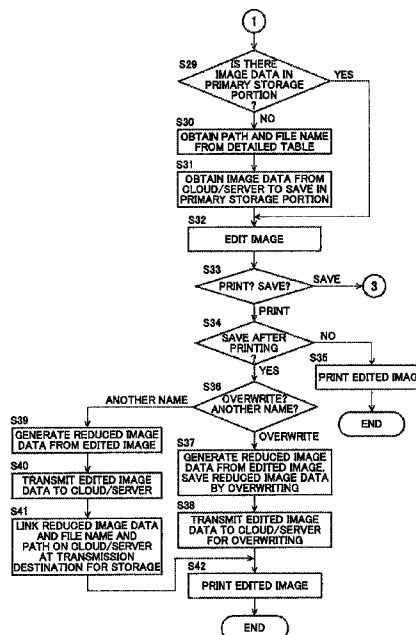 1
S29
IS THERE
IMAGE DATA IN
PRIMARY STORAGE
PORTION
?
YES
NO
S30
OBTAIN PATH AND FILE NAME
FROM DETAILED TABLE
S31
OBTAIN IMAGE DATA FROM
CLOUD/SERVER TO SAVE IN
PRIMARY STORAGE PORTION
S32
EDIT IMAGE
S33
PRINT? SAVE?
SAVE
3
PRINT
S34
SAVE AFTER
PRINTING
?
NO
S35
PRINT EDITED IMAGE
END
YES
S36
OVERWRITE?
ANOTHER NAME?
ANOTHER NAME
S39
GENERATE REDUCED IMAGE
DATA FROM EDITED IMAGE
S40
TRANSMIT EDITED IMAGE
DATA TO CLOUD/SERVER
S41
LINK REDUCED IMAGE DATA
AND FILE NAME AND
PATH ON CLOUD/SERVER
AT TRANSMISSION
DESTINATION FOR STORAGE
OVERWRITE
S37
GENERATE REDUCED IMAGE
DATA FROM EDITED IMAGE,
SAVE REDUCED IMAGE DATA
BY OVERWRITING
S38
TRANSMIT EDITED IMAGE
DATA TO CLOUD/SERVER
FOR OVERWRITING
S42
PRINT EDITED IMAGE
END